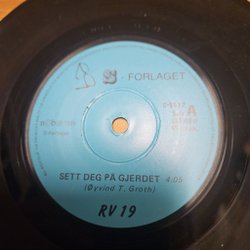 - FORLAGET
A
SETT DEG PÅ GJERDET 4:05
(Øyvind T. Groth)
RV 19